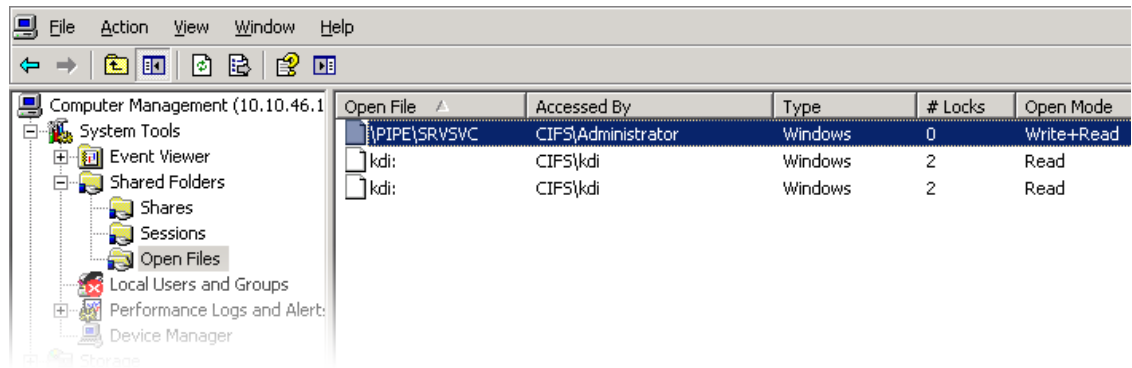 File Action View Window Help
Computer Management (10.10.46.1
System Tools
Event Viewer
Shared Folders
Shares
Sessions
Open Files
Local Users and Groups
Performance Logs and Alert
Device Manager
Storage
Open File Accessed By Type # Locks Open Mode
\PIPE\SRVSVC CIFS\Administrator Windows 0 Write+Read
kdi: CIFS\kdi Windows 2 Read
kdi: CIFS\kdi Windows 2 Read